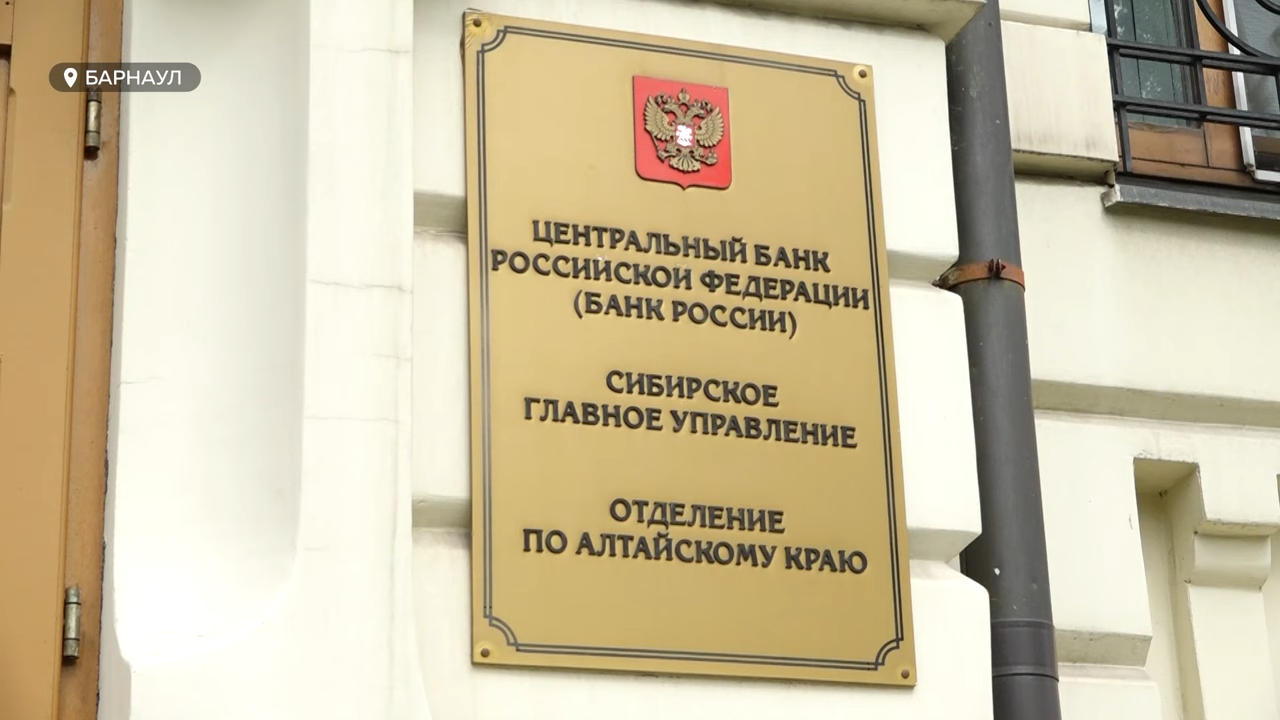 БАРНАУЛ
ЦЕНТРАЛЬНЫЙ БАНК
РОССИЙСКОЙ ФЕДЕРАЦИИ
(БАНК РОССИИ)
СИБИРСКОЕ
ГЛАВНОЕ УПРАВЛЕНИЕ
ОТДЕЛЕНИЕ
ПО АЛТАЙСКОМУ КРАЮ